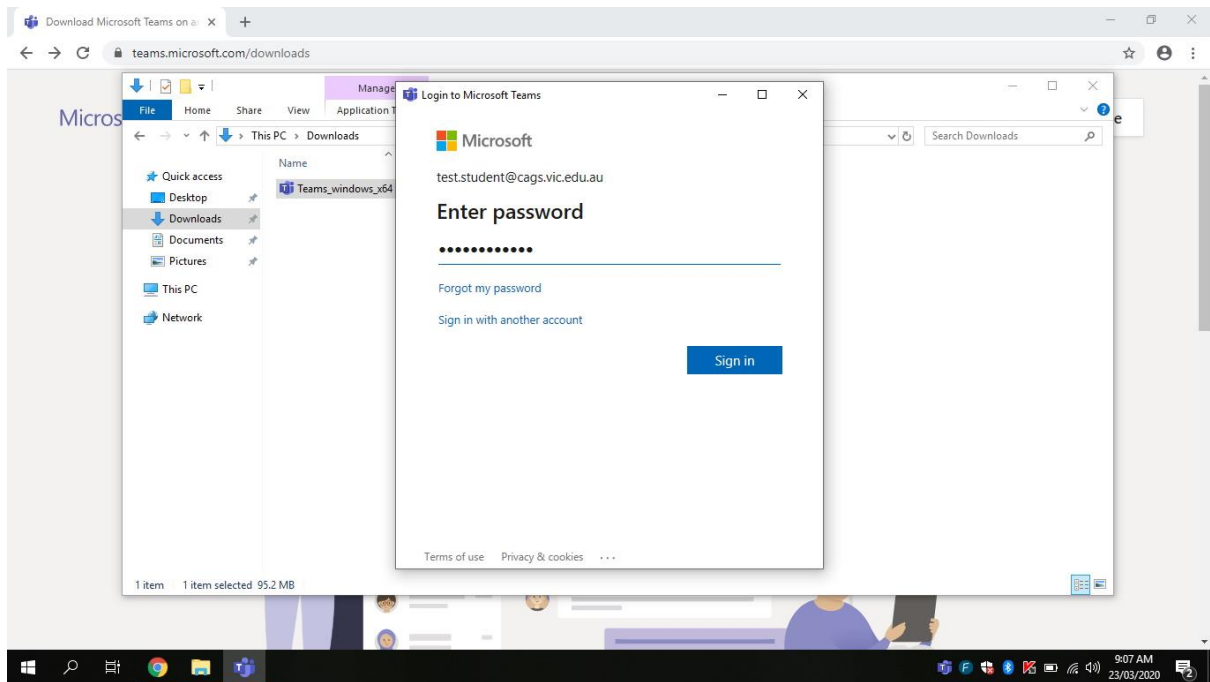 Download Microsoft Teams on a
teams.microsoft.com/downloads
Micros
e
Manage
File Home Share View Application T
This PC > Downloads
Search Downloads
Name
Quick access
Teams_windows_x64
Desktop
Downloads
Documents
Pictures
This PC
Network
1 item 1 item selected 95.2 MB
Login to Microsoft Teams
Microsoft
test.student@cags.vic.edu.au
Enter password
••••••••••••
Forgot my password
Sign in with another account
Sign in
Terms of use Privacy & cookies ...
9:07 AM
23/03/2020
2